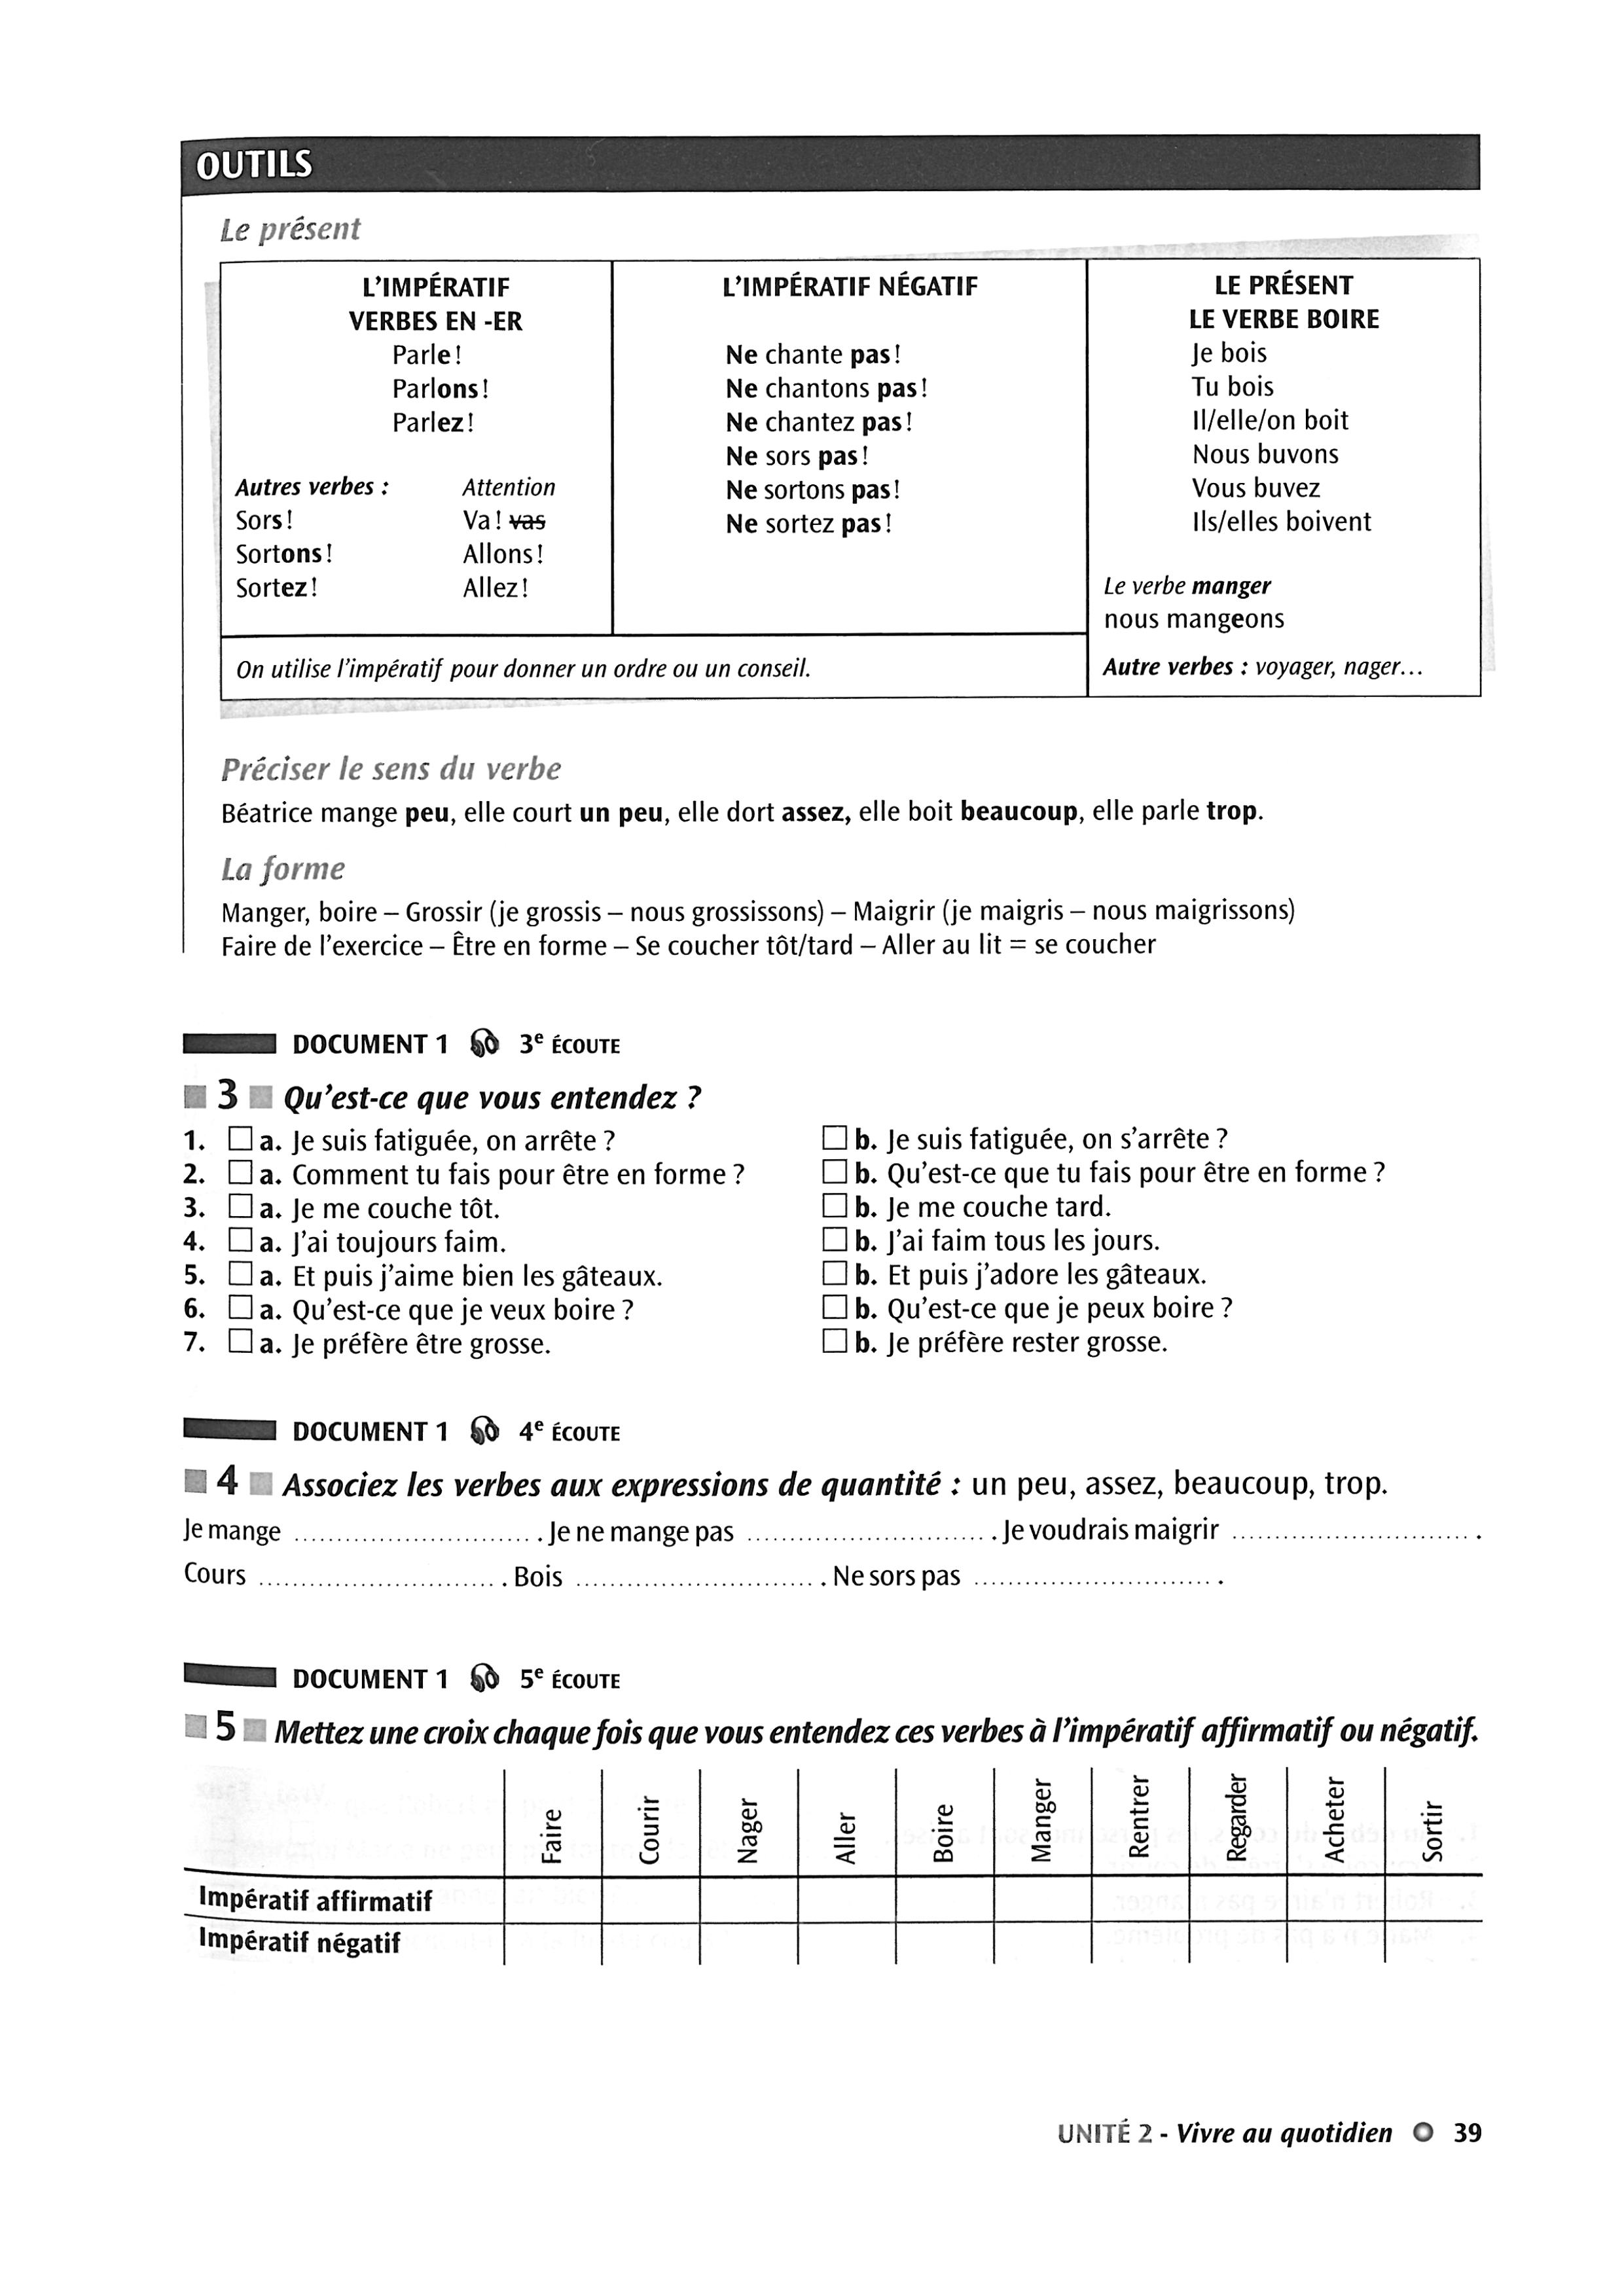 OUTILS
Le présent
L'IMPÉRATIF
VERBES EN -ER
Parle !
Parlons !
Parlez !
Autres verbes : Attention
Sors ! Va ! vas
Sortons ! Allons !
Sortez ! Allez !
L'IMPÉRATIF NÉGATIF
Ne chante pas !
Ne chantons pas !
Ne chantez pas !
Ne sors pas !
Ne sortons pas !
Ne sortez pas !
On utilise l'impératif pour donner un ordre ou un conseil.
LE PRÉSENT
LE VERBE BOIRE
Je bois
Tu bois
Il/elle/on boit
Nous buvons
Vous buvez
Ils/elles boivent
Le verbe manger
nous mangeons
Autre verbes : voyager, nager...
Préciser le sens du verbe
Béatrice mange peu, elle court un peu, elle dort assez, elle boit beaucoup, elle parle trop.
La forme
Manger, boire – Grossir (je grossis – nous grossissons) – Maigrir (je maigris – nous maigrissons)
Faire de l'exercice – Être en forme – Se coucher tôt/tard – Aller au lit = se coucher
DOCUMENT 1 3e ÉCOUTE
3 Qu'est-ce que vous entendez ?
1. a. Je suis fatiguée, on arrête ? b. Je suis fatiguée, on s'arrête ?
2. a. Comment tu fais pour être en forme ? b. Qu'est-ce que tu fais pour être en forme ?
3. a. Je me couche tôt. b. Je me couche tard.
4. a. J'ai toujours faim. b. J'ai faim tous les jours.
5. a. Et puis j'aime bien les gâteaux. b. Et puis j'adore les gâteaux.
6. a. Qu'est-ce que je veux boire ? b. Qu'est-ce que je peux boire ?
7. a. Je préfère être grosse. b. Je préfère rester grosse.
DOCUMENT 1 4e ÉCOUTE
4 Associez les verbes aux expressions de quantité : un peu, assez, beaucoup, trop.
Je mange ............................ . Je ne mange pas ............................ . Je voudrais maigrir ............................ .
Cours ............................ . Bois ............................ . Ne sors pas ............................ .
DOCUMENT 1 5e ÉCOUTE
5 Mettez une croix chaque fois que vous entendez ces verbes à l'impératif affirmatif ou négatif.
Faire Courir Nager Aller Boire Manger Rentrer Regarder Acheter Sortir
Impératif affirmatif
Impératif négatif
UNITÉ 2 - Vivre au quotidien 39